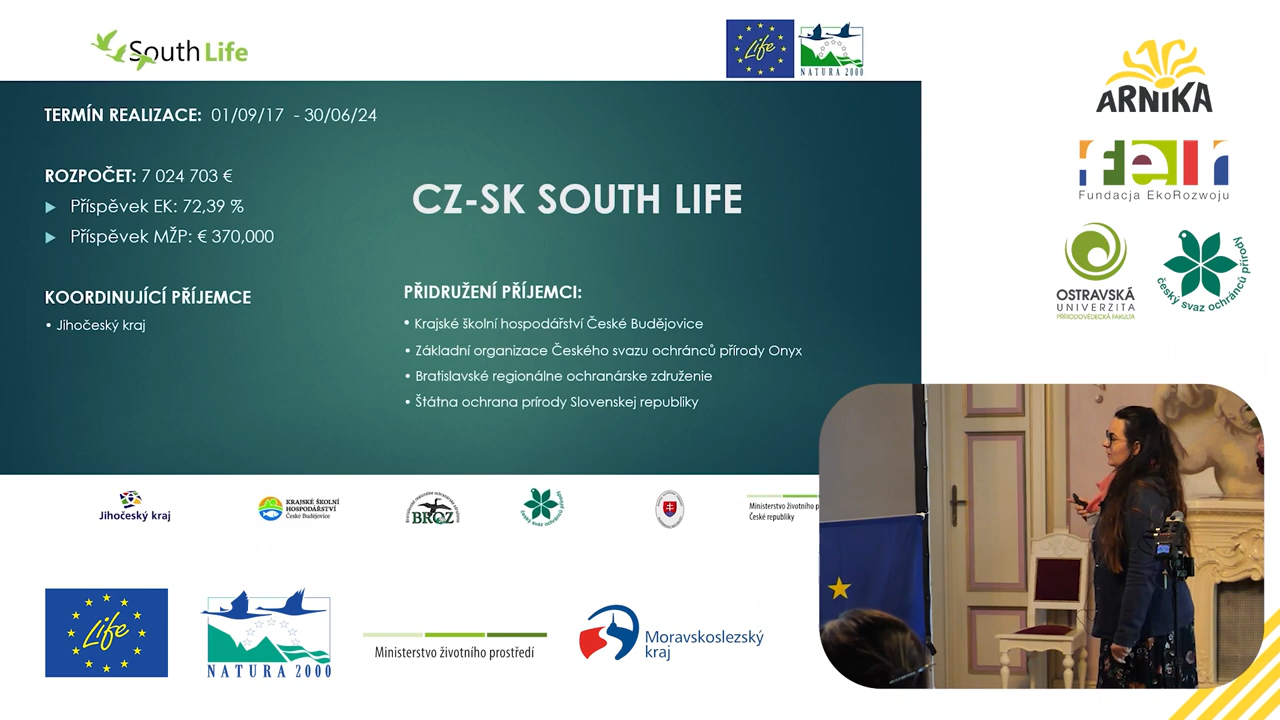 South Life
Life
NATURA 2000
TERMÍN REALIZACE: 01/09/17 - 30/06/24
ROZPOČET: 7 024 703 €
Příspěvek EK: 72,39 %
Příspěvek MŽP: € 370,000
CZ-SK SOUTH LIFE
KOORDINUJÍCÍ PŘÍJEMCE
• Jihočeský kraj
PŘIDRUŽENÍ PŘÍJEMCI:
• Krajské školní hospodářství České Budějovice
• Základní organizace Českého svazu ochránců přírody Onyx
• Bratislavské regionálne ochranárske združenie
• Štátna ochrana prírody Slovenskej republiky
Jihočeský kraj
KRAJSKÉ ŠKOLNÍ
HOSPODÁŘSTVÍ
České Budějovice
BROZ
Ministerstvo životního p
České republiky
ARNIKA
fer
Fundacja EkoRozwoju
OSTRAVSKÁ
UNIVERZITA
PŘÍRODOVĚDECKÁ FAKULTA
český svaz ochránců přírody
Life
NATURA 2000
Ministerstvo životního prostředí
Moravskoslezský
kraj